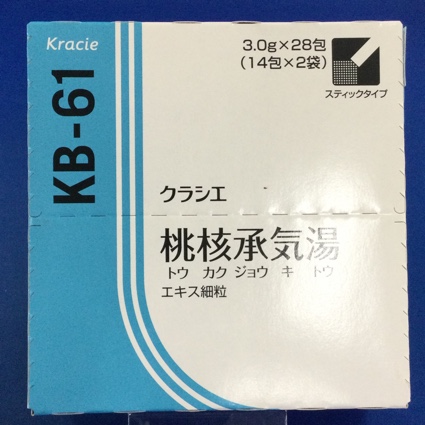 Kracie
3.0g×28包
(14包×2袋)
スティックタイプ
KB-61
クラシエ
桃核承気湯
トウ カク ジョウ キ トウ
エキス細粒